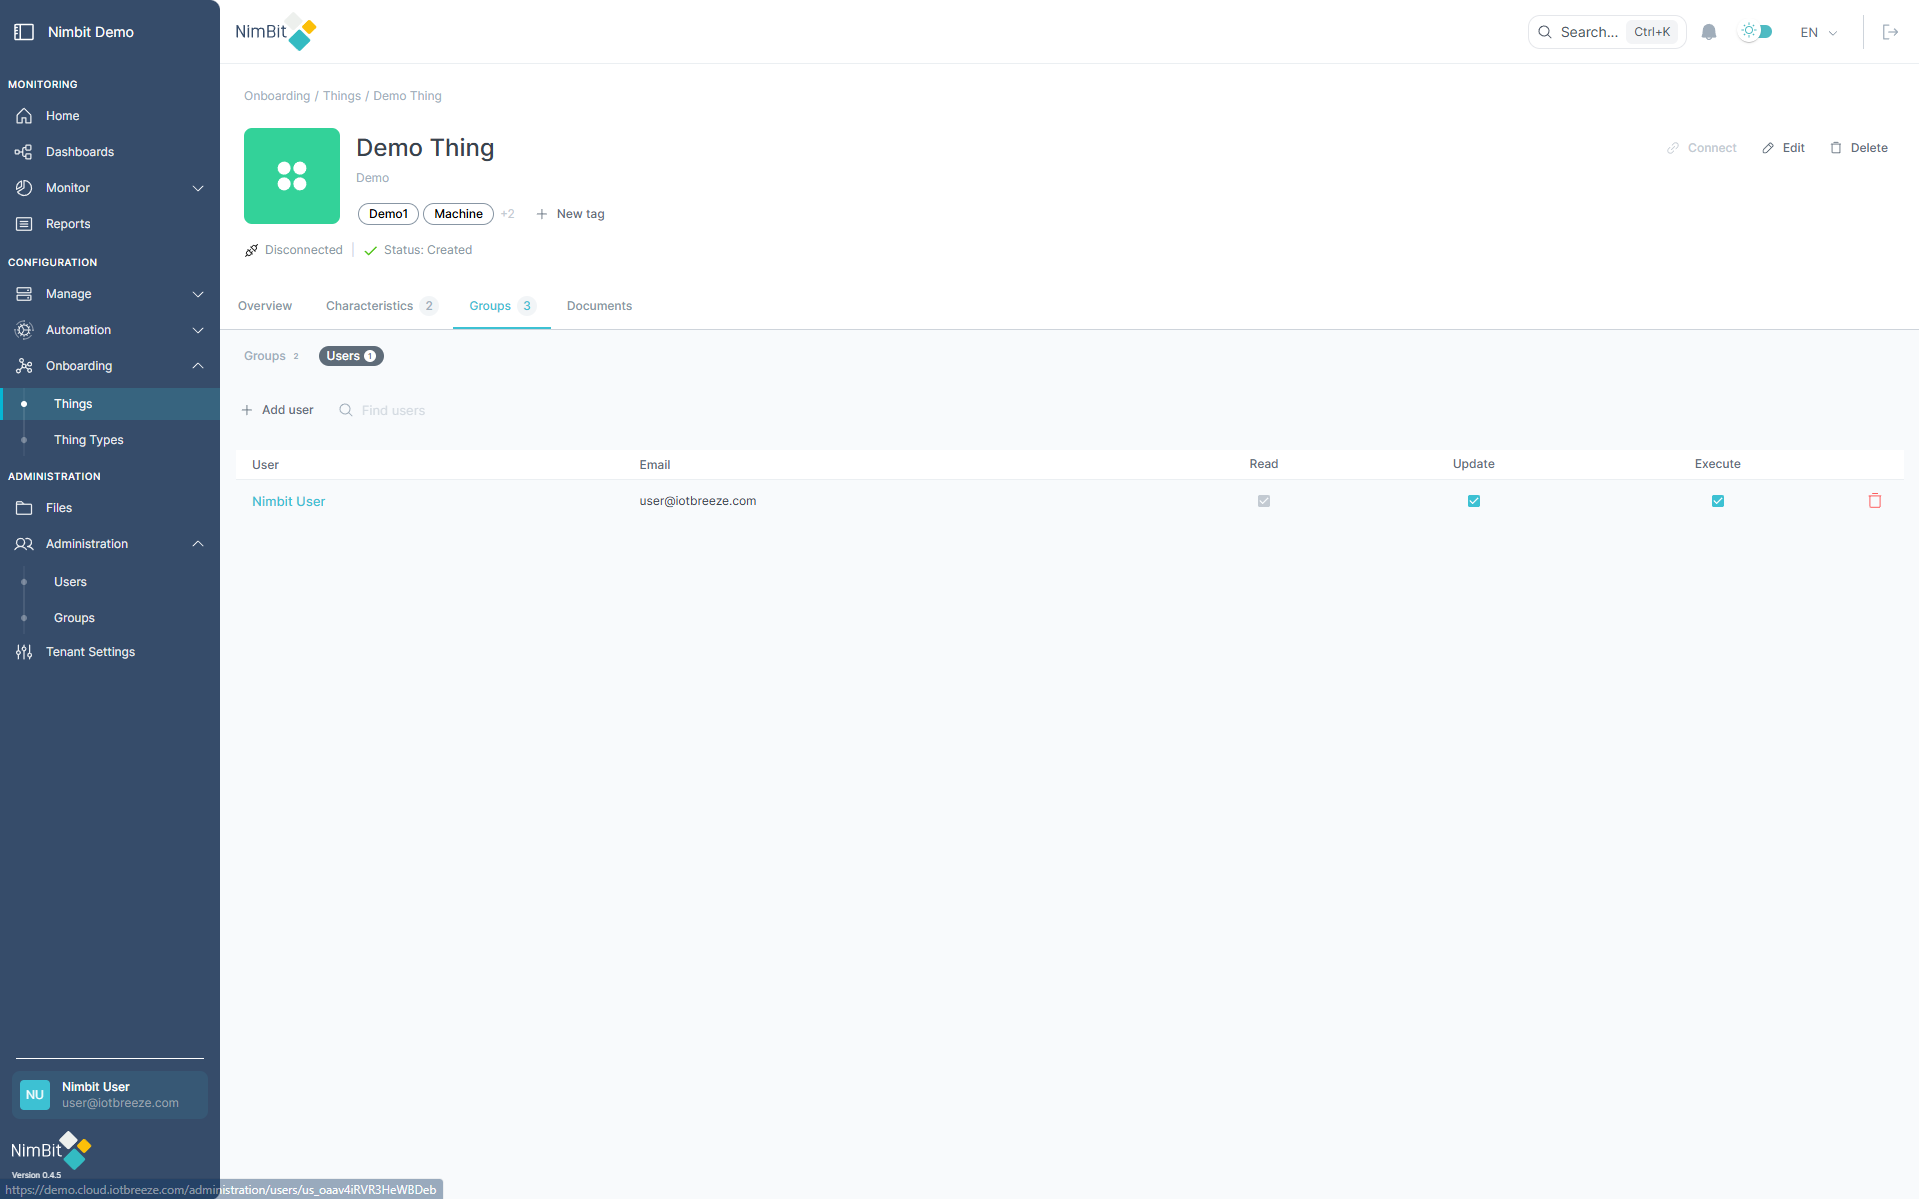 Nimbit Demo
MONITORING
Home
Dashboards
Monitor
Reports
CONFIGURATION
Manage
Automation
Onboarding
Things
Thing Types
ADMINISTRATION
Files
Administration
Users
Groups
Tenant Settings
NU
Nimbit User
user@iotbreeze.com
NimBit
Version 0.4.5
https://demo.cloud.iotbreeze.com/administration/users/us_oaav4iRVR3HeWBDeb
NimBit
Search... Ctrl+K
EN
Onboarding / Things / Demo Thing
Demo Thing
Demo
Demo1 Machine +2 New tag
Connect Edit Delete
Disconnected Status: Created
Overview Characteristics 2 Groups 3 Documents
Groups 2 Users 1
Add user Find users
User Email Read Update Execute
Nimbit User user@iotbreeze.com